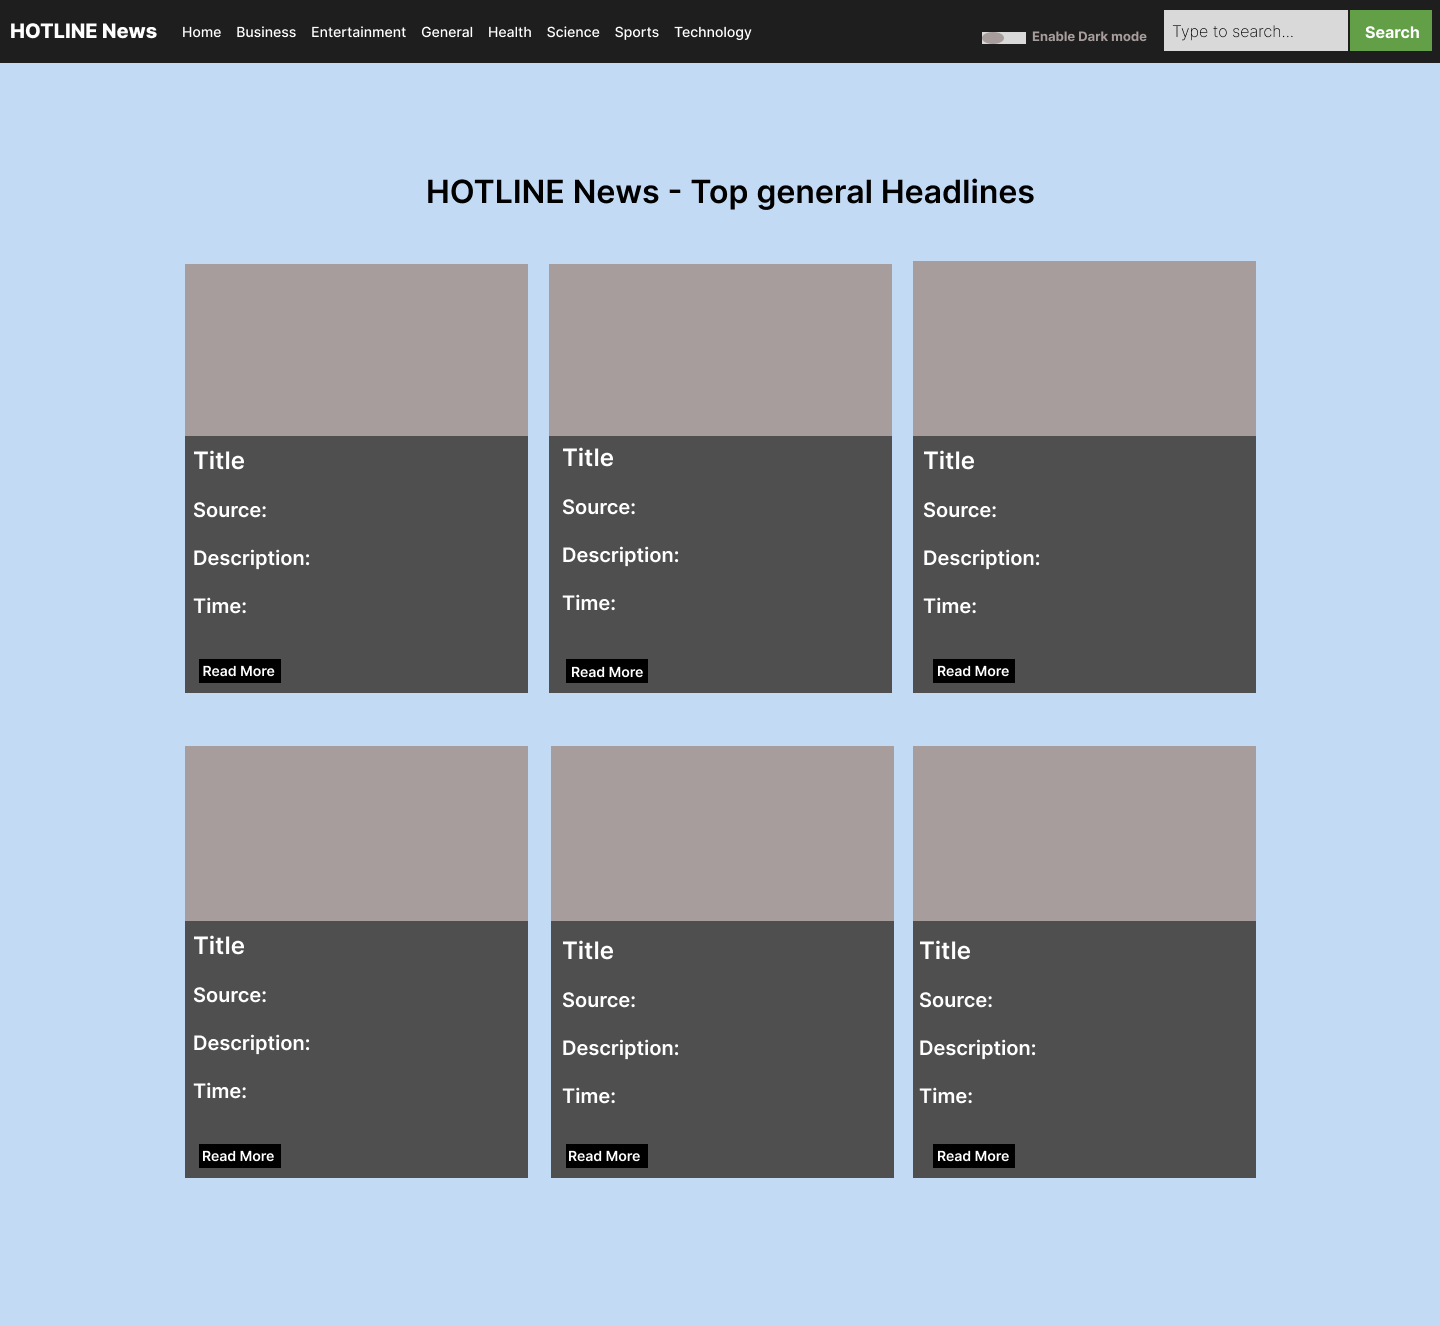 HOTLINE News Home Business Entertainment General Health Science Sports Technology Enable Dark mode Type to search... Search
HOTLINE News - Top general Headlines
Title
Source:
Description:
Time:
Read More
Title
Source:
Description:
Time:
Read More
Title
Source:
Description:
Time:
Read More
Title
Source:
Description:
Time:
Read More
Title
Source:
Description:
Time:
Read More
Title
Source:
Description:
Time:
Read More